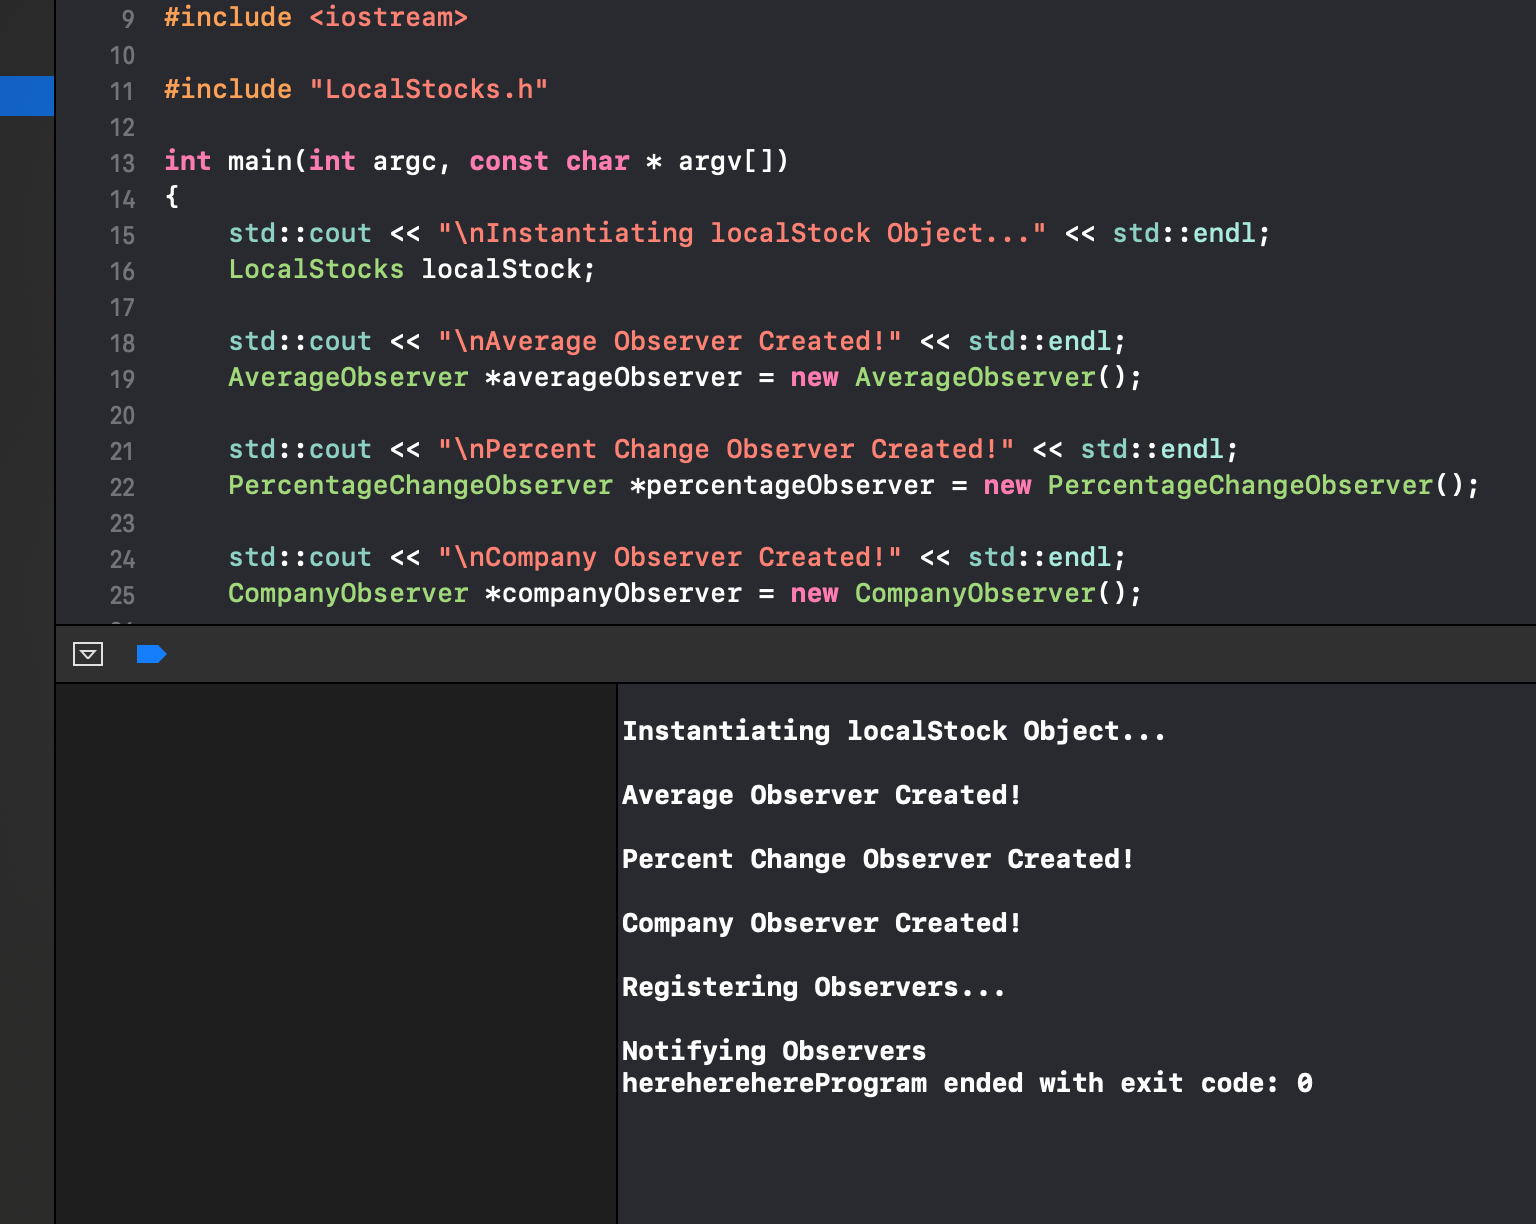 9 #include <iostream>
10
11 #include "LocalStocks.h"
12
13 int main(int argc, const char * argv[])
14 {
15     std::cout << "\nInstantiating localStock Object..." << std::endl;
16     LocalStocks localStock;
17
18     std::cout << "\nAverage Observer Created!" << std::endl;
19     AverageObserver *averageObserver = new AverageObserver();
20
21     std::cout << "\nPercent Change Observer Created!" << std::endl;
22     PercentageChangeObserver *percentageObserver = new PercentageChangeObserver();
23
24     std::cout << "\nCompany Observer Created!" << std::endl;
25     CompanyObserver *companyObserver = new CompanyObserver();
Instantiating localStock Object...
Average Observer Created!
Percent Change Observer Created!
Company Observer Created!
Registering Observers...
Notifying Observers
hereherehereProgram ended with exit code: 0